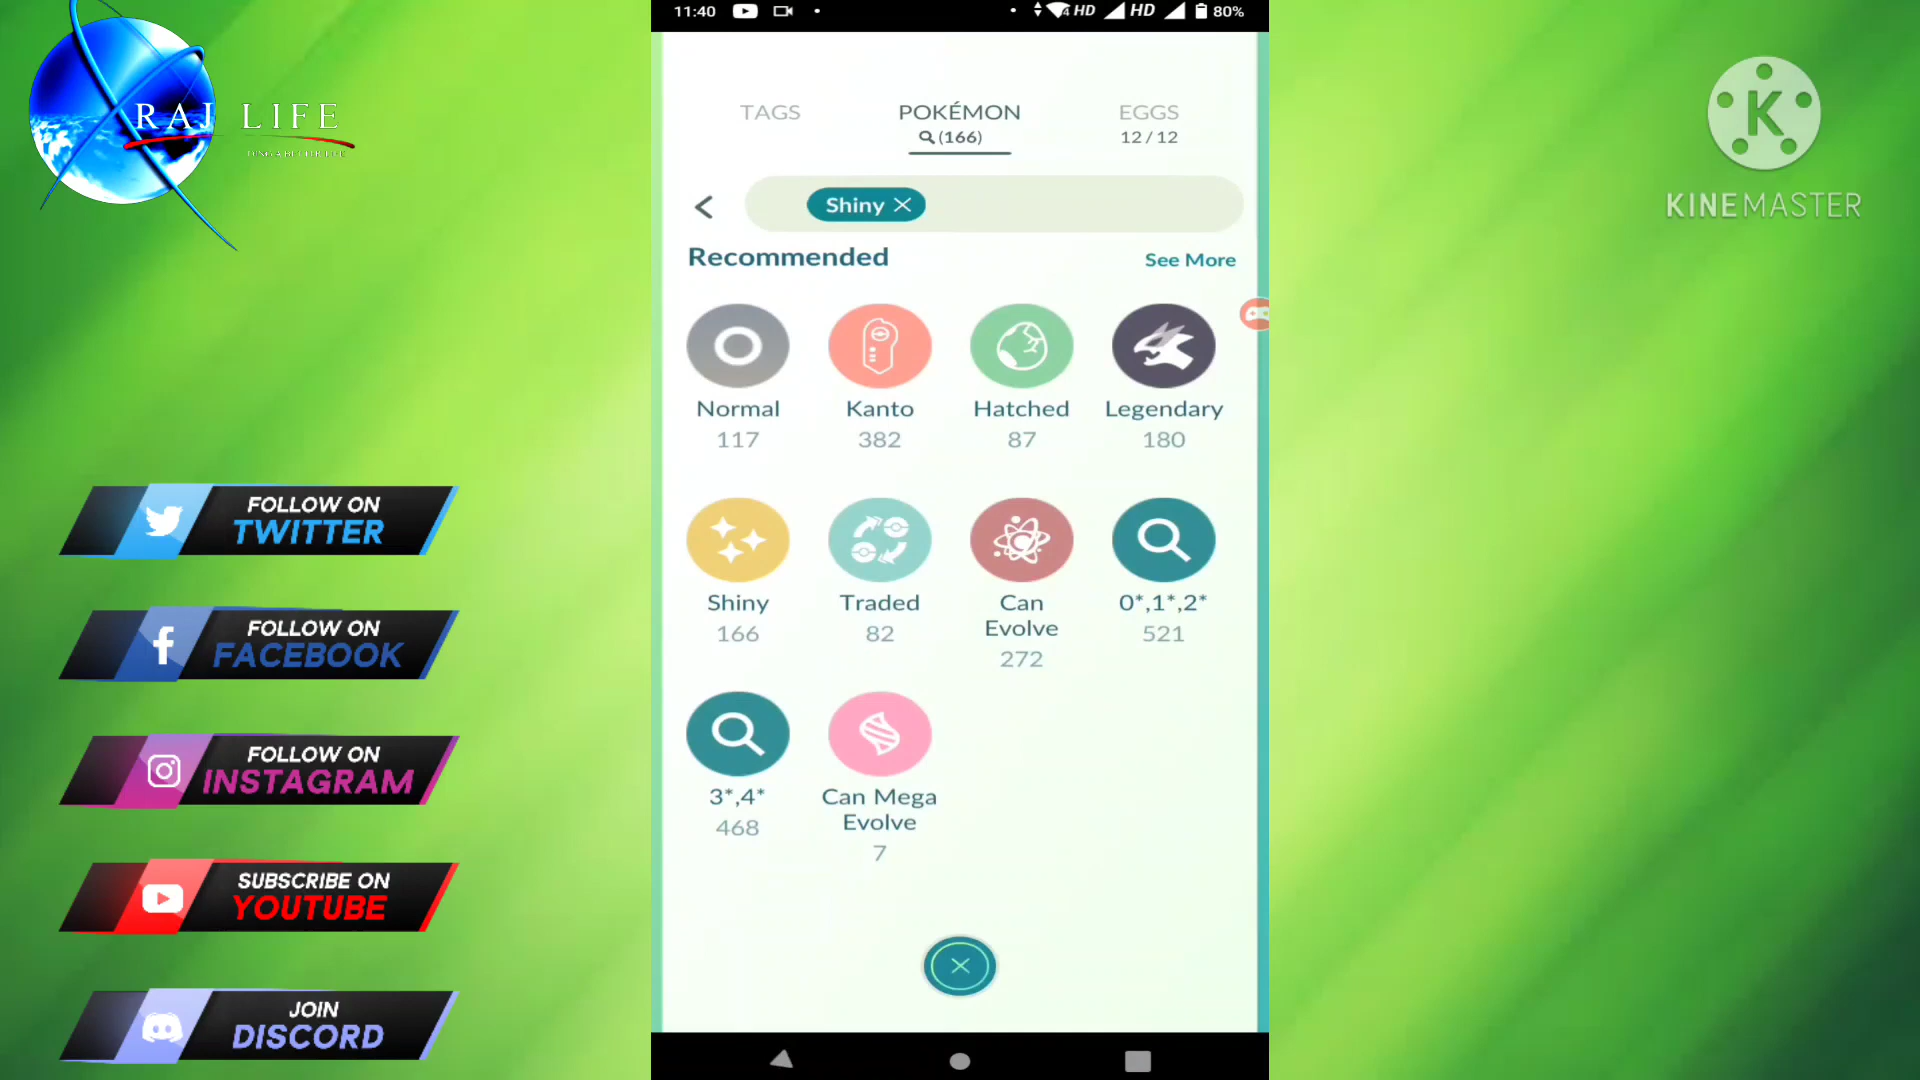 11:40
4 HD HD 80%
RAJ LIFE
KINEMASTER
TAGS
POKÉMON
(166)
EGGS
12 / 12
Shiny
Recommended
See More
Normal
117
Kanto
382
Hatched
87
Legendary
180
Shiny
166
Traded
82
Can
Evolve
272
0*,1*,2*
521
3*,4*
468
Can Mega
Evolve
7
FOLLOW ON
TWITTER
FOLLOW ON
FACEBOOK
FOLLOW ON
INSTAGRAM
SUBSCRIBE ON
YOUTUBE
JOIN
DISCORD